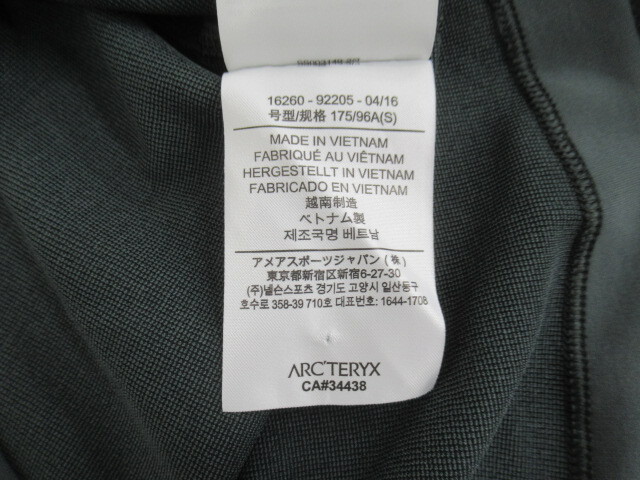 16260 - 92205 - 04/16
号型/规格 175/96A(S)
MADE IN VIETNAM
FABRIQUÉ AU VIÊTNAM
HERGESTELLT IN VIETNAM
FABRICADO EN VIETNAM
越南制造
ベトナム製
제조국명 베트남
アメアスポーツジャパン (株)
東京都新宿区新宿6-27-30
(주)넬슨스포츠 경기도 고양시 일산동구
호수로 358-39 710호 대표번호: 1644-1708
ARC'TERYX
CA#34438